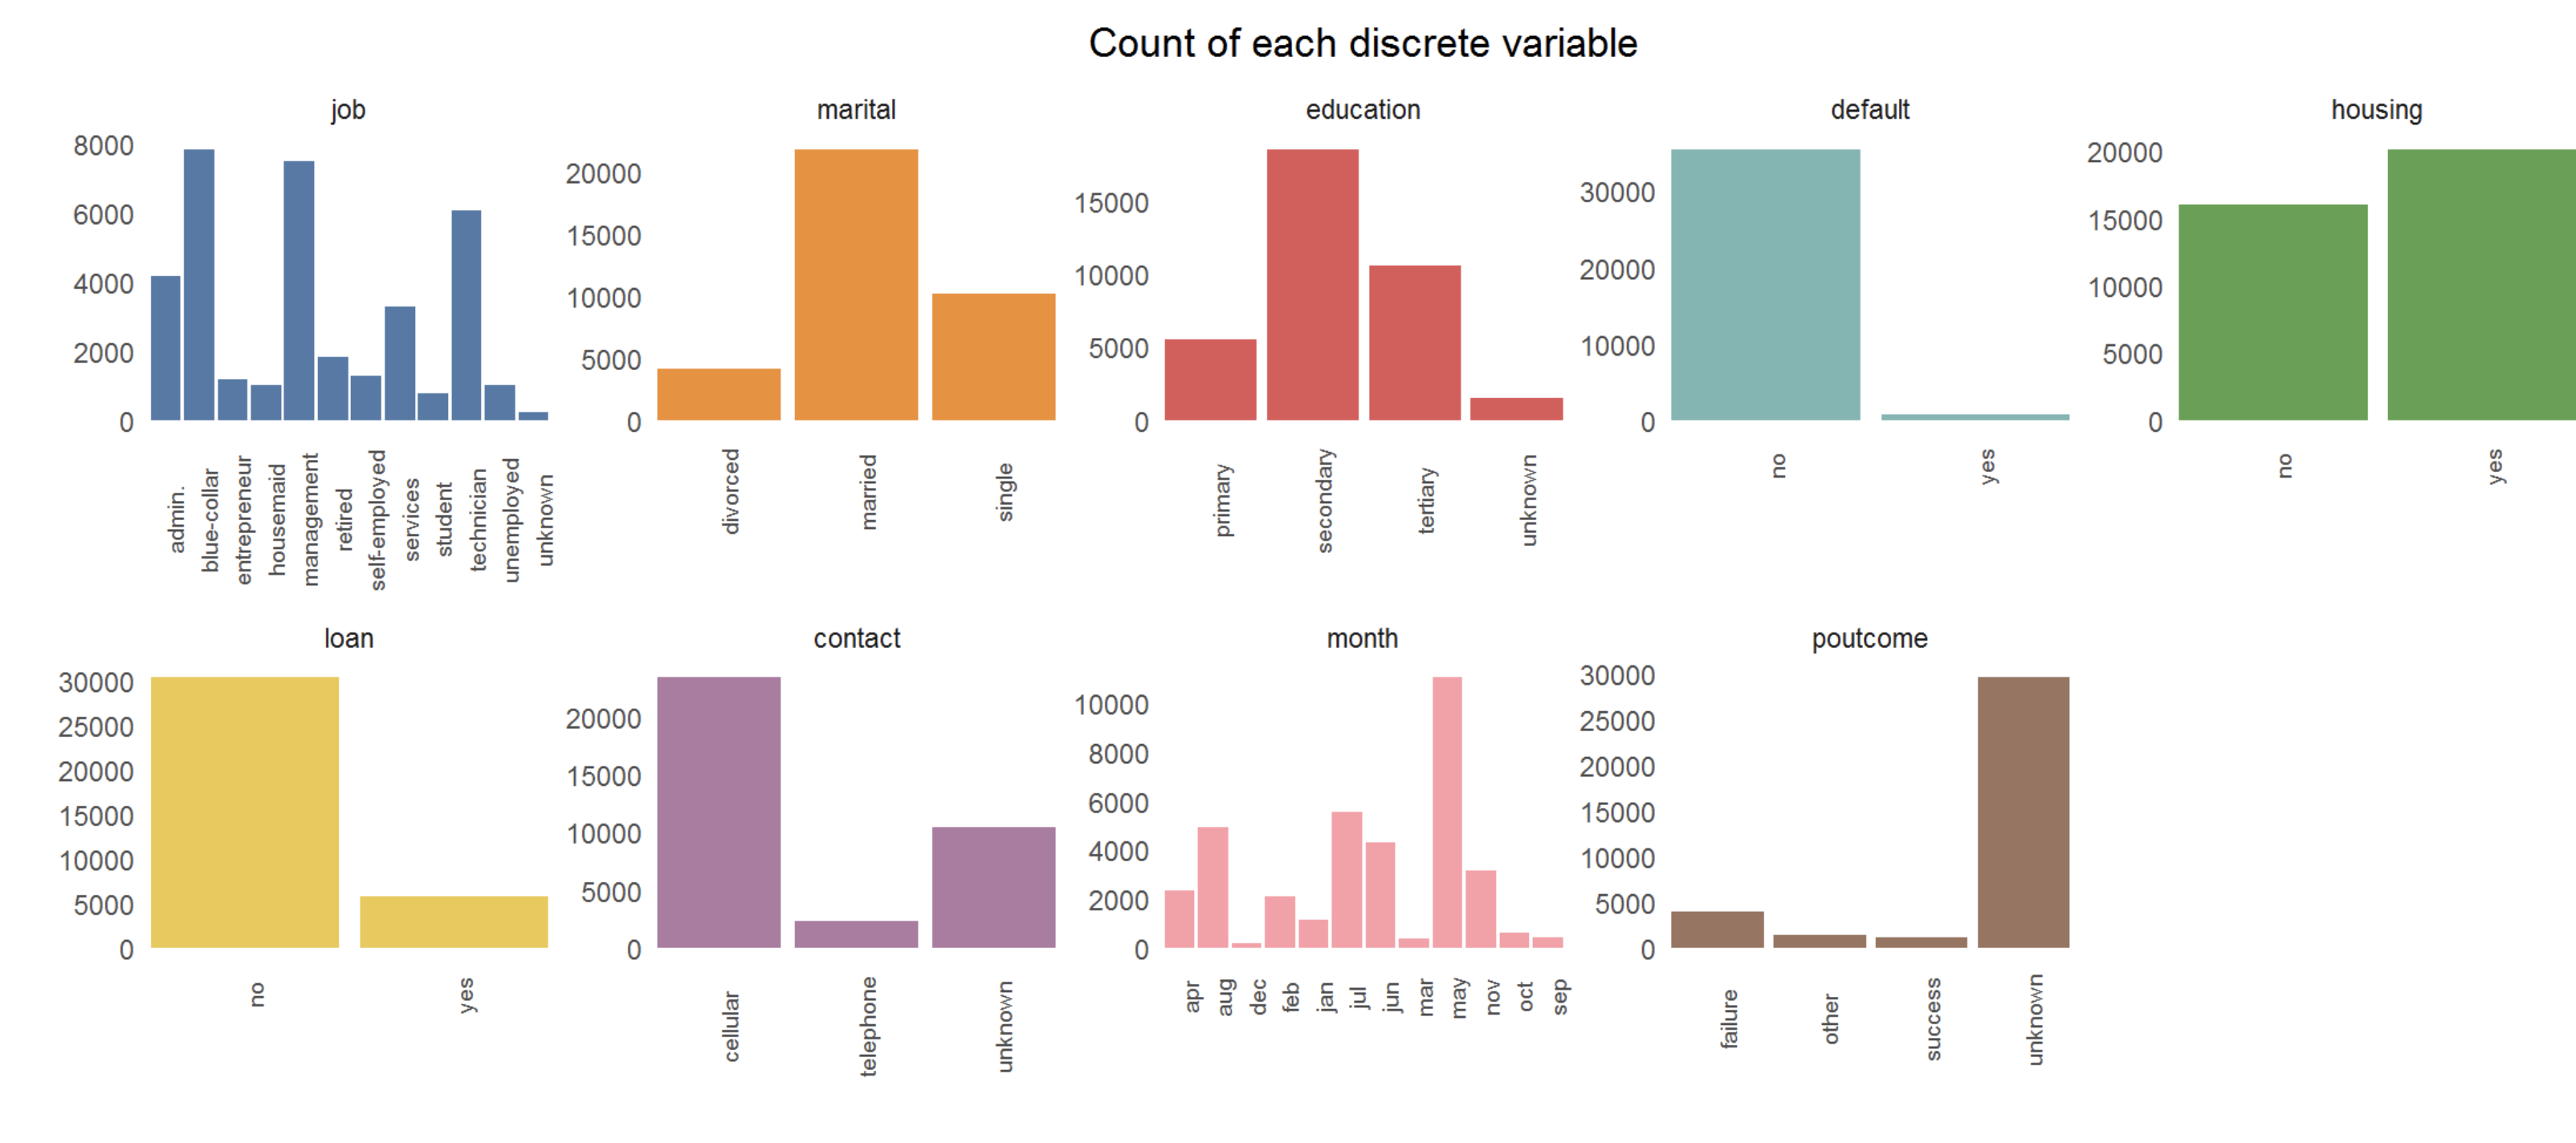 Count of each discrete variable
job
8000
6000
4000
2000
0
admin.
blue-collar
entrepreneur
housemaid
management
retired
self-employed
services
student
technician
unemployed
unknown
marital
20000
15000
10000
5000
0
divorced
married
single
education
15000
10000
5000
0
primary
secondary
tertiary
unknown
default
30000
20000
10000
0
no
yes
housing
20000
15000
10000
5000
0
no
yes
loan
30000
25000
20000
15000
10000
5000
0
no
yes
contact
20000
15000
10000
5000
0
cellular
telephone
unknown
month
10000
8000
6000
4000
2000
0
apr
aug
dec
feb
jan
jul
jun
mar
may
nov
oct
sep
poutcome
30000
25000
20000
15000
10000
5000
0
failure
other
success
unknown